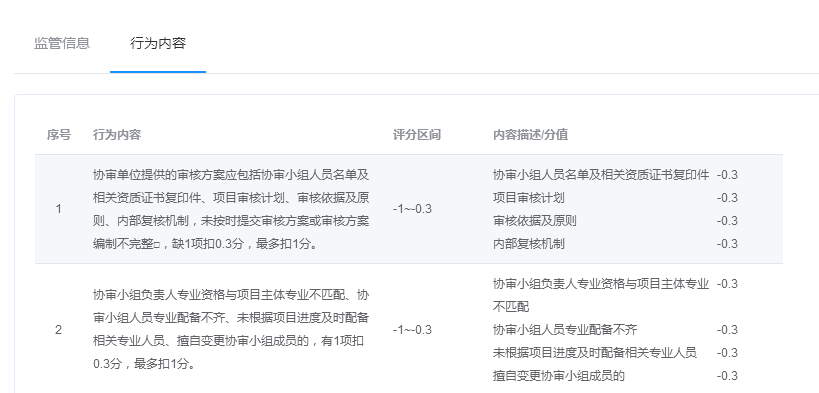 监管信息
行为内容
序号
行为内容
评分区间
内容描述/分值
1
协审单位提供的审核方案应包括协审小组人员名单及
相关资质证书复印件、项目审核计划、审核依据及原
则、内部复核机制，未按时提交审核方案或审核方案
编制不完整□，缺1项扣0.3分，最多扣1分。
-1~-0.3
协审小组人员名单及相关资质证书复印件 -0.3
项目审核计划 -0.3
审核依据及原则 -0.3
内部复核机制 -0.3
2
协审小组负责人专业资格与项目主体专业不匹配、协
审小组人员专业配备不齐、未根据项目进度及时配备
相关专业人员、擅自变更协审小组成员的，有1项扣
0.3分，最多扣1分。
-1~-0.3
协审小组负责人专业资格与项目主体专业 -0.3
不匹配
协审小组人员专业配备不齐 -0.3
未根据项目进度及时配备相关专业人员 -0.3
擅自变更协审小组成员的 -0.3